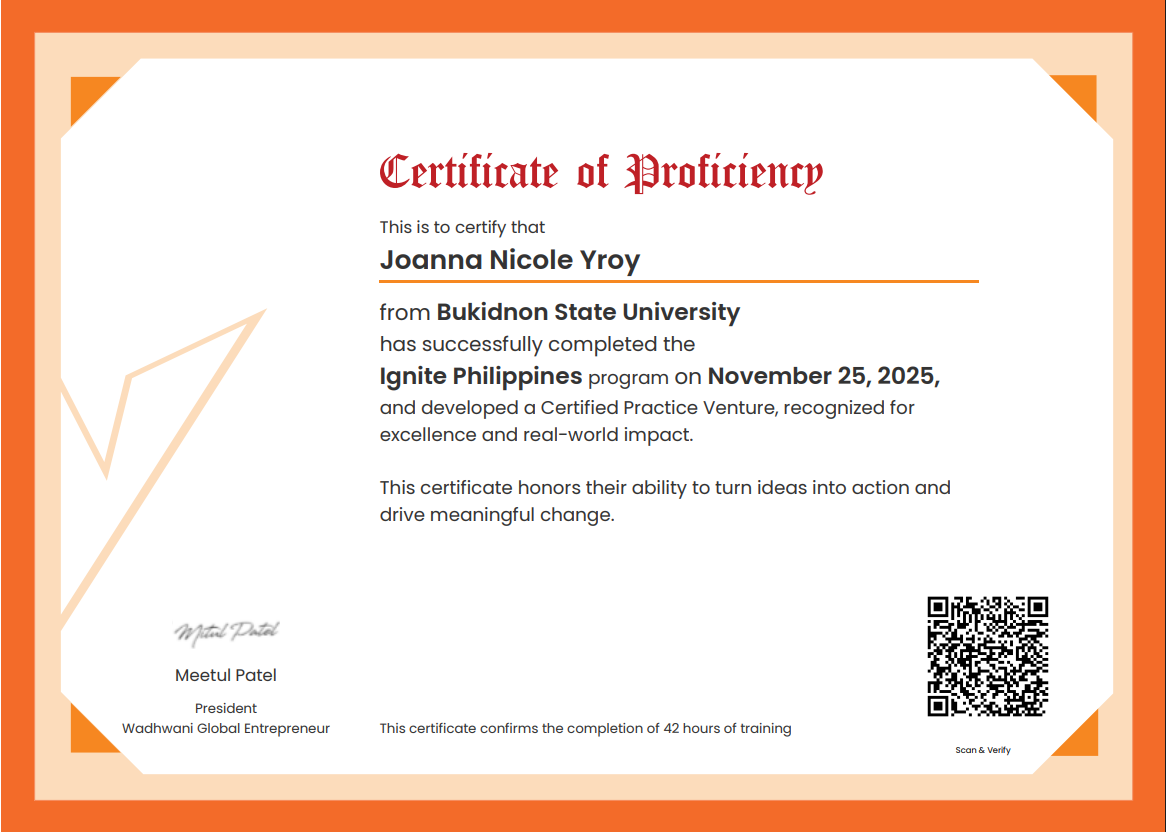 Certificate of Proficiency
This is to certify that
Joanna Nicole Yroy
from Bukidnon State University
has successfully completed the
Ignite Philippines program on November 25, 2025,
and developed a Certified Practice Venture, recognized for
excellence and real-world impact.
This certificate honors their ability to turn ideas into action and
drive meaningful change.
Mitul Patel
Meetul Patel
President
Wadhwani Global Entrepreneur
This certificate confirms the completion of 42 hours of training
Scan & Verify